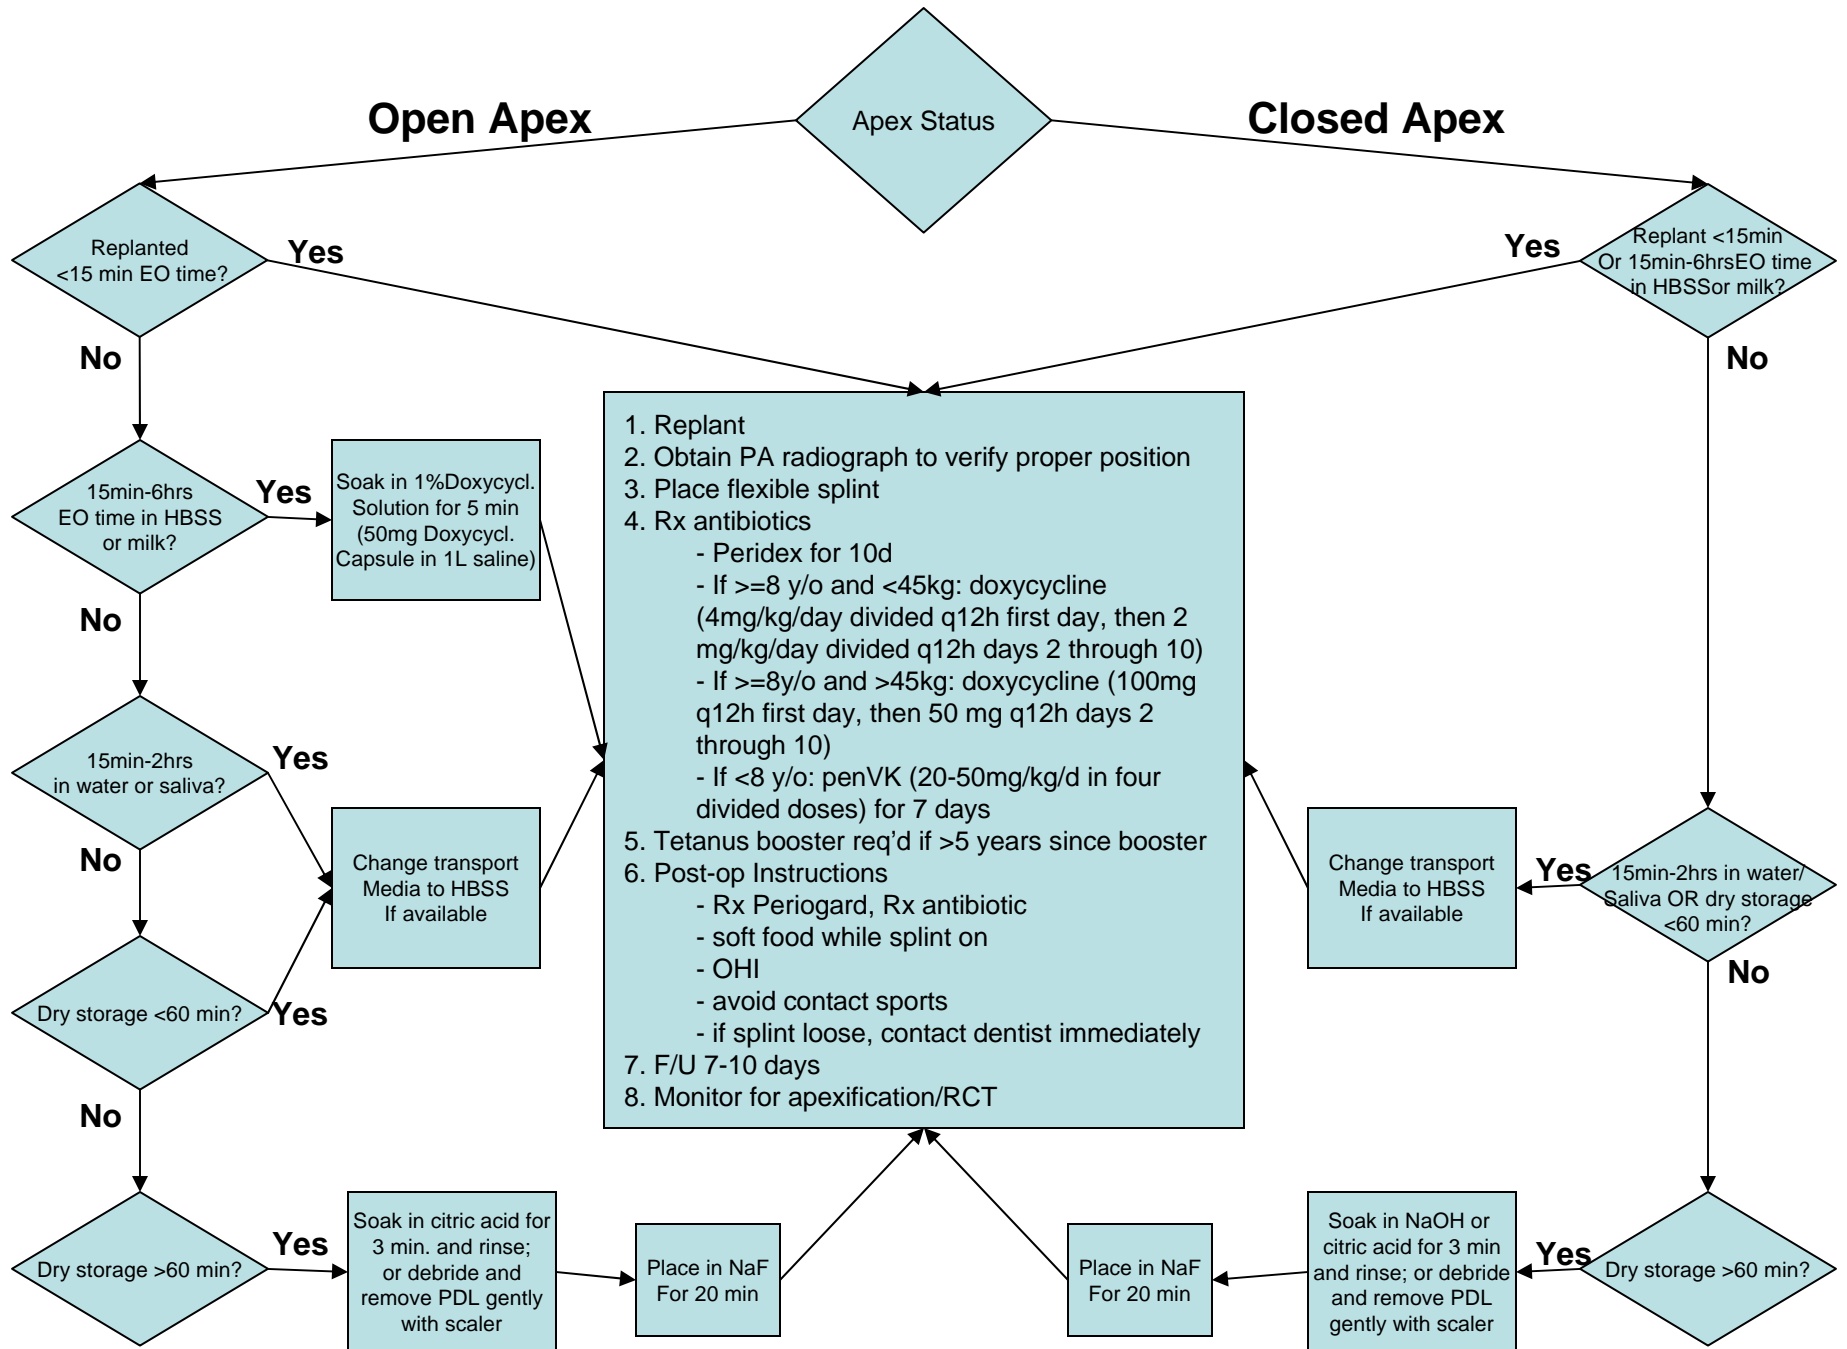 Apex Status
Open Apex
Closed Apex
Replanted
<15 min EO time?
Yes
No
Yes
Replant <15min
Or 15min-6hrsEO time
in HBSSor milk?
No
15min-6hrs
EO time in HBSS
or milk?
Yes
No
Soak in 1%Doxycycl.
Solution for 5 min
(50mg Doxycycl.
Capsule in 1L saline)
1. Replant
2. Obtain PA radiograph to verify proper position
3. Place flexible splint
4. Rx antibiotics
- Peridex for 10d
- If >=8 y/o and <45kg: doxycycline
(4mg/kg/day divided q12h first day, then 2
mg/kg/day divided q12h days 2 through 10)
- If >=8y/o and >45kg: doxycycline (100mg
q12h first day, then 50 mg q12h days 2
through 10)
- If <8 y/o: penVK (20-50mg/kg/d in four
divided doses) for 7 days
5. Tetanus booster req’d if >5 years since booster
6. Post-op Instructions
- Rx Periogard, Rx antibiotic
- soft food while splint on
- OHI
- avoid contact sports
- if splint loose, contact dentist immediately
7. F/U 7-10 days
8. Monitor for apexification/RCT
15min-2hrs
in water or saliva?
Yes
No
Change transport
Media to HBSS
If available
Dry storage <60 min?
Yes
No
Change transport
Media to HBSS
If available
Yes
15min-2hrs in water/
Saliva OR dry storage
<60 min?
No
Dry storage >60 min?
Yes
Soak in citric acid for
3 min. and rinse;
or debride and
remove PDL gently
with scaler
Place in NaF
For 20 min
Place in NaF
For 20 min
Soak in NaOH or
citric acid for 3 min
and rinse; or debride
and remove PDL
gently with scaler
Yes
Dry storage >60 min?